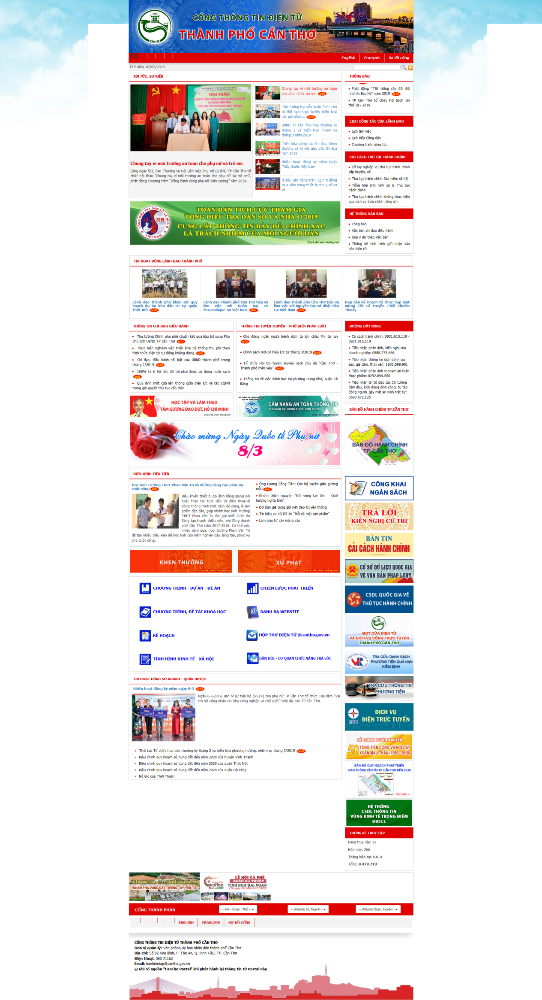 CỔNG THÔNG TIN ĐIỆN TỬ
THÀNH PHỐ CẦN THƠ
CẦN THƠ
English
Français
Sơ đồ cổng
Thứ năm, 07/03/2019
TIN TỨC, SỰ KIỆN
HỘI THẢO
Chung tay vì môi trường an toàn cho phụ nữ và trẻ em
Sáng ngày 5/3, Ban Thường vụ Hội Liên hiệp Phụ nữ (LHPN) TP Cần Thơ tổ
chức hội thảo “Chung tay vì môi trường an toàn cho phụ nữ và trẻ em”,
phát động Chương trình “Đồng hành cùng phụ nữ biên cương” năm 2019.
Chung tay vì môi trường an toàn
cho phụ nữ và trẻ em MỚI
Thủ tướng Nguyễn Xuân Phúc chủ
trì Hội nghị trực tuyến triển khai
các giải pháp... MỚI
UBND TP Cần Thơ họp thường kỳ
tháng 2 và triển khai nhiệm vụ
tháng 3 năm 2019
Triển khai công tác thi đua, khen
thưởng và ký kết giao ước thi đua
năm 2019
Nhiều hoạt động kỷ niệm Ngày
Thầy thuốc Việt Nam
Đi bộ, vận động trên 12,7 tỉ đồng
mua sắm trang thiết bị cho y tế cơ
sở
THÔNG BÁO
Phát động “Tết trồng cây đời đời
nhớ ơn Bác Hồ” năm 2019 MỚI
TP Cần Thơ tổ chức Hội Sách lần
thứ III - 2019
LỊCH CÔNG TÁC CỦA LÃNH ĐẠO
Lịch làm việc
Lịch tiếp Công dân
Chương trình công tác
CẢI CÁCH THỦ TỤC HÀNH CHÍNH
Sổ tay nghiệp vụ thủ tục hành chính
cấp huyện, xã
Thủ tục hành chính Bảo hiểm xã hội
Tổng hợp tình hình xử lý Thủ tục
hành chính
Thủ tục hành chính không thực hiện
qua dịch vụ bưu chính công ích
HỆ THỐNG VĂN BẢN
Công báo
Văn bản chỉ đạo điều hành
Góp ý dự thảo Văn bản
Thống kê tình hình gửi nhận văn
bản điện tử
TỔNG ĐIỀU TRA DÂN SỐ VÀ NHÀ Ở
1.4 2019
VIỆT NAM
TOÀN DÂN TÍCH CỰC THAM GIA
TỔNG ĐIỀU TRA DÂN SỐ VÀ NHÀ Ở 2019
CUNG CẤP THÔNG TIN ĐẦY ĐỦ, CHÍNH XÁC
LÀ TRÁCH NHIỆM CỦA MỖI NGƯỜI DÂN
Click để xem thông tin
TIN HOẠT ĐỘNG LÃNH ĐẠO THÀNH PHỐ
Lãnh đạo thành phố khảo sát quy
hoạch dự án khu dân cư tại quận
Thốt Nốt MỚI
Lãnh đạo Thành phố Cần Thơ tiếp và
làm việc với Đoàn Đại sứ
Mozambique tại Việt Nam MỚI
Lãnh đạo Thành phố Cần Thơ tiếp và
làm việc với Nguyên Đại sứ Nhật Bản
tại Việt Nam MỚI
Họp bàn kế hoạch tổ chức họp mặt
mừng Tết cổ truyền Chôl Chnăm
Thmây
THÔNG TIN CHỈ ĐẠO ĐIỀU HÀNH
Thủ tướng Chính phủ phê chuẩn kết quả bầu bổ sung Phó
Chủ tịch UBND TP Cần Thơ MỚI
Thực hiện nghiêm việc triển khai hệ thống thu phí theo
hình thức điện tử tự động không dừng MỚI
Chỉ đạo, điều hành nổi bật của UBND thành phố trong
tháng 1/2019 MỚI
100% tỷ lệ hộ dân đô thị phải được sử dụng nước sạch
MỚI
Quy định một cửa liên thông giữa điện lực và các CQNN
trong giải quyết thủ tục cấp điện
THÔNG TIN TUYÊN TRUYỀN - PHỔ BIẾN PHÁP LUẬT
Chủ động ngăn ngừa bệnh dịch tả lợn châu Phi lây lan
MỚI
Chính sách mới có hiệu lực từ tháng 3/2019 MỚI
Tổ chức Hội thi tuyên truyền sách chủ đề “Cần Thơ -
Thành phố mến yêu” MỚI
Thông tin về việc đánh bạc tại phường Hưng Phú, quận Cái
Răng
ĐƯỜNG DÂY NÓNG
Cải cách hành chính: 0931.015.119 -
0931.016.119
Tiếp nhận phản ánh, kiến nghị của
doanh nghiệp: 0888.773.666
Tiếp nhận thông tin dịch bệnh gia
súc, gia cầm, thủy sản: 1800.599.901
Tiếp nhận phản ánh vi phạm an toàn
thực phẩm: 0292.894.556
Tiếp nhận tin tố giác các đối tượng
cầm đầu, kích động đình công, tụ tập
đông người, gây mất an ninh trật tự:
0693.672.125
HỌC TẬP VÀ LÀM THEO
TẤM GƯƠNG ĐẠO ĐỨC HỒ CHÍ MINH
Click để xem thông tin
BỘ THÔNG TIN VÀ TRUYỀN THÔNG
CỤC AN TOÀN THÔNG TIN
CẨM NANG AN TOÀN THÔNG TIN
CHO CÁN BỘ, CÔNG CHỨC, VIÊN CHỨC
Click để xem thông tin
Chào mừng Ngày Quốc tế Phụ nữ
8/3
BẢN ĐỒ HÀNH CHÍNH TP.CẦN THƠ
BẢN ĐỒ HÀNH CHÍNH
TP. CẦN THƠ
ĐIỂN HÌNH TIÊN TIẾN
Học sinh Trường THPT Phan Văn Trị và những sáng tạo phục vụ
cuộc sống MỚI
Điều khiển thiết bị gia đình bằng giọng nói
hoặc thao tác trực tiếp từ điện thoại di
động thông minh một cách dễ dàng, là sản
phẩm độc đáo, giúp nhóm học sinh Trường
THPT Phan Văn Trị đạt giải nhất Cuộc thi
Sáng tạo thanh thiếu niên, nhi đồng thành
phố Cần Thơ năm 2017-2018. Có thể nói,
nhiều năm qua, ngôi trường Phan Văn Trị
đã tạo nhiều điều kiện để học sinh của mình nghiên cứu sáng tạo, phục vụ
cho cuộc sống.
Ông Lương Công Tiên: Cán bộ tuyên giáo gương
mẫu MỚI
Nhóm thiện nguyện “Nối vòng tay lớn – Quê
hương nghĩa tình”
Đôi bạn già cùng giữ nét đẹp truyền thống
Tín hiệu vui từ Đề án “Mỗi xã một sản phẩm”
Làm giàu từ cây mãng cầu
CÔNG KHAI
NGÂN SÁCH
TRẢ LỜI
KIẾN NGHỊ CỬ TRI
BẢN TIN
CẢI CÁCH HÀNH CHÍNH
CƠ SỞ DỮ LIỆU QUỐC GIA
VỀ VĂN BẢN PHÁP LUẬT
CSDL QUỐC GIA VỀ
THỦ TỤC HÀNH CHÍNH
MỘT CỬA ĐIỆN TỬ
VÀ DỊCH VỤ CÔNG TRỰC TUYẾN
THÀNH PHỐ CẦN THƠ
VR
TRA CỨU DANH SÁCH
PHƯƠNG TIỆN QUÁ HẠN
KIỂM ĐỊNH
TRA CỨU THÔNG TIN
PHƯƠNG TIỆN
EVN
DỊCH VỤ
ĐIỆN TRỰC TUYẾN
ĐỀ CƯƠNG TUYÊN TRUYỀN
50 TỔNG TIẾN CÔNG VÀ NỔI DẬY
XUÂN MẬU THÂN (1968 - 2018)
BẢN ĐỒ QUY HOẠCH PHÁT TRIỂN
GIAO THÔNG VẬN TẢI TP. CẦN THƠ ĐẾN 2030
Chi tiết >
HỆ THỐNG
CSDL THÔNG TIN
VÙNG KINH TẾ TRỌNG ĐIỂM
ĐBSCL
KHEN THƯỞNG
Click để xem thông tin
XỬ PHẠT
Click để xem thông tin
CHƯƠNG TRÌNH - DỰ ÁN - ĐỀ ÁN
CHIẾN LƯỢC PHÁT TRIỂN
CHƯƠNG TRÌNH, ĐỀ TÀI KHOA HỌC
DANH BẠ WEBSITE
KẾ HOẠCH
HỘP THƯ ĐIỆN TỬ @cantho.gov.vn
TÌNH HÌNH KINH TẾ - XÃ HỘI
DÂN HỎI - CƠ QUAN CHỨC NĂNG TRẢ LỜI
TIN HOẠT ĐỘNG SỞ NGÀNH - QUẬN HUYỆN
Nhiều hoạt động kỷ niệm ngày 8-3 MỚI
Ngày 6-3-2019, Ban Vì sự tiến bộ (VSTB) của phụ nữ TP Cần Thơ tổ chức Tọa đàm “Vai
trò nữ công nhân các khu công nghiệp và chế xuất” trên địa bàn TP Cần Thơ.
Thới Lai: Tổ chức họp báo thường kỳ tháng 2 và triển khai phương hướng, nhiệm vụ tháng 3/2019 MỚI
Điều chỉnh quy hoạch sử dụng đất đến năm 2020 của huyện Vĩnh Thạnh
Điều chỉnh quy hoạch sử dụng đất đến năm 2020 của quận Thốt Nốt
Điều chỉnh quy hoạch sử dụng đất đến năm 2020 của quận Cái Răng
Nỗ lực của Thới Thuận
THỐNG KÊ TRUY CẬP
Đang truy cập: 12
Hôm nay: 266
Tháng hiện tại: 8.810
Tổng: 8.479.710
TUẦN VĂN HÓA - DU LỊCH BẮC GIANG 2019
“KHÁM PHÁ VÙNG ĐẤT THIÊNG TÂY YÊN TỬ”
(14/02/2019 - 24/02/2019)
Coffee
LỄ HỘI CÀ PHÊ
BUÔN MA THUỘT
TINH HOA ĐẠI NGÀN
(Từ ngày 09/3 đến 16/3/2019)
CỔNG THÀNH PHẦN
-- Hội - Đoàn - Thể --
-- Website Sở, Ngành--
-- Website Quận, Huyện--
ENGLISH
FRANÇAIS
SƠ ĐỒ CỔNG
CỔNG THÔNG TIN ĐIỆN TỬ THÀNH PHỐ CẦN THƠ
Đơn vị quản lý: Văn phòng Ủy ban nhân dân thành phố Cần Thơ
Địa chỉ: Số 02 Hòa Bình, P. Tân An, Q. Ninh Kiều, TP. Cần Thơ
Điện thoại: 080 71162
Email: banbientap@cantho.gov.vn
© Ghi rõ nguồn "CanTho Portal" khi phát hành lại thông tin từ Portal này